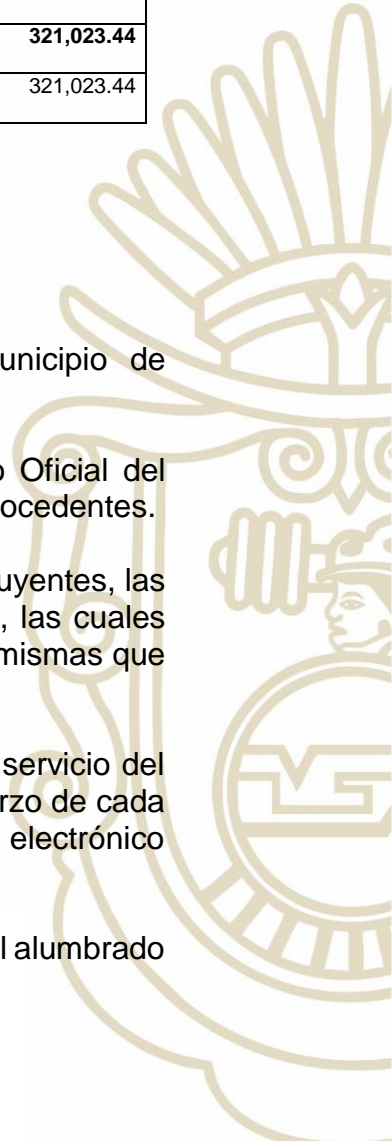 321,023.44
321,023.44
unicipio de
o Oficial del
ocedentes.
uyentes, las
, las cuales
mismas que
servicio del
rzo de cada
electrónico
l alumbrado